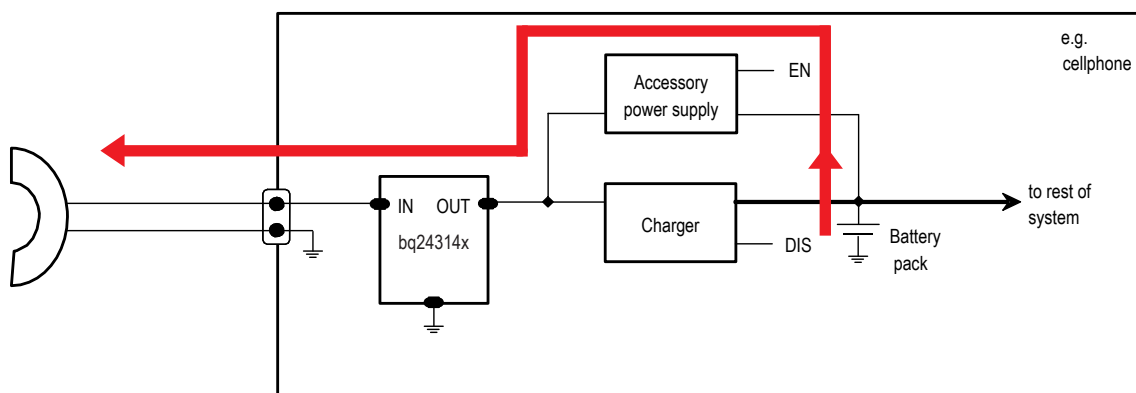 e.g.
cellphone
Accessory
power supply
EN
IN OUT
bq24314x
Charger
DIS
Battery
pack
to rest of
system